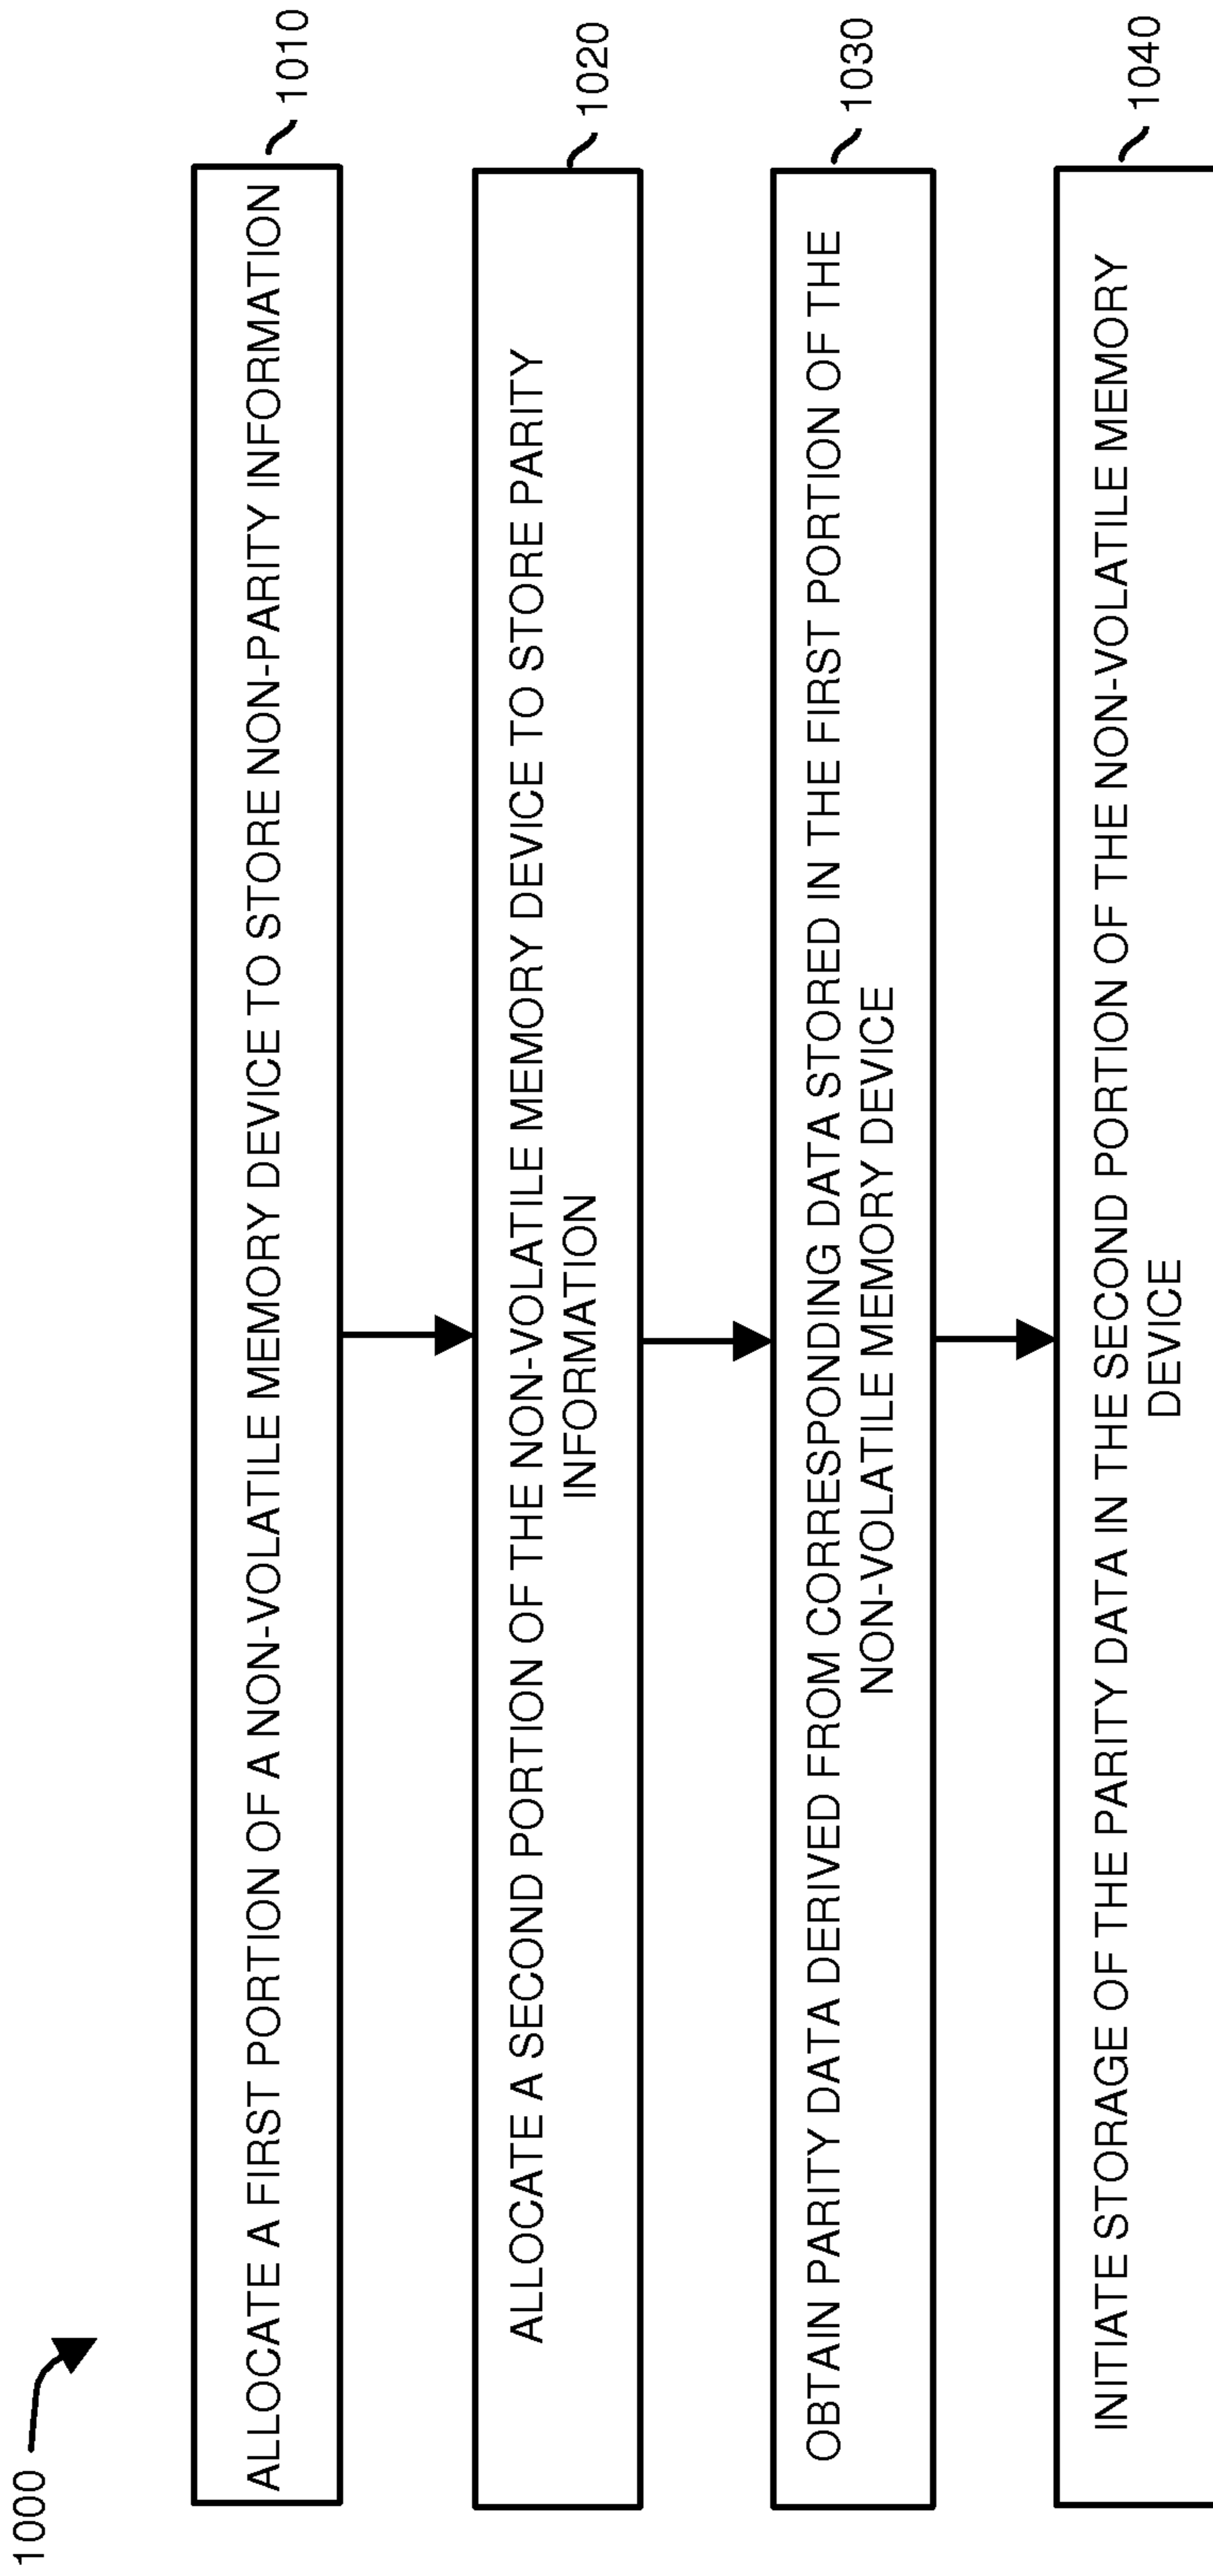 1000
ALLOCATE A FIRST PORTION OF A NON-VOLATILE MEMORY DEVICE TO STORE NON-PARITY INFORMATION
1010
ALLOCATE A SECOND PORTION OF THE NON-VOLATILE MEMORY DEVICE TO STORE PARITY
INFORMATION
1020
OBTAIN PARITY DATA DERIVED FROM CORRESPONDING DATA STORED IN THE FIRST PORTION OF THE
NON-VOLATILE MEMORY DEVICE
1030
INITIATE STORAGE OF THE PARITY DATA IN THE SECOND PORTION OF THE NON-VOLATILE MEMORY
DEVICE
1040